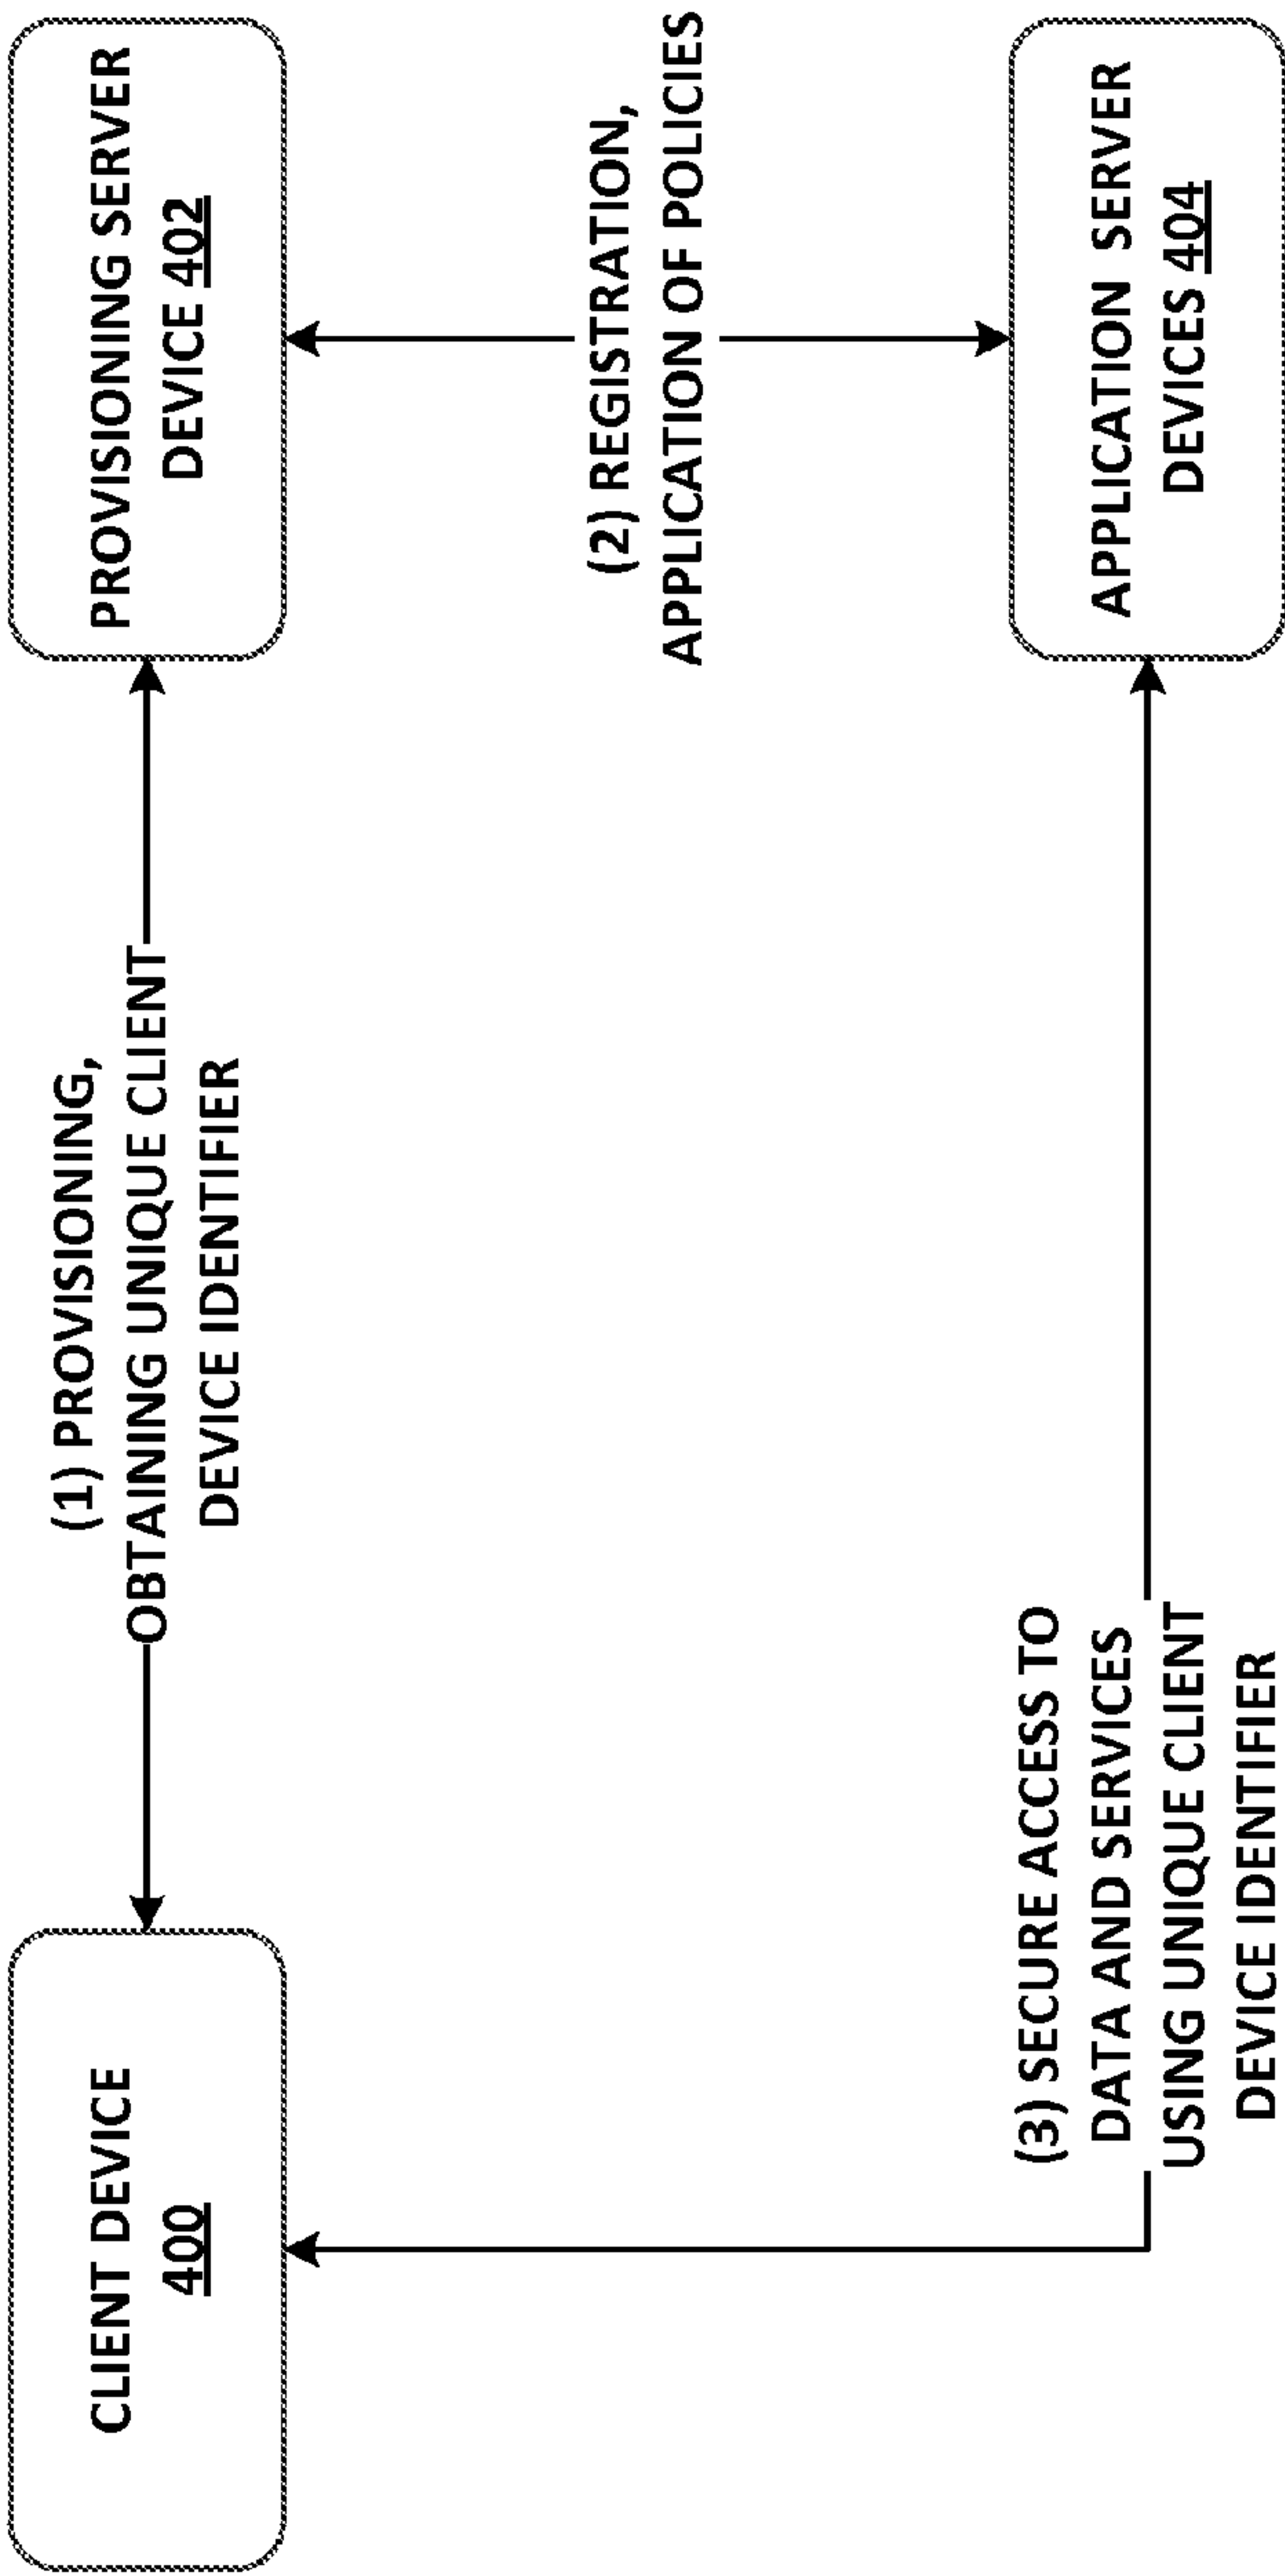 CLIENT DEVICE
400
(1) PROVISIONING,
OBTAINING UNIQUE CLIENT
DEVICE IDENTIFIER
PROVISIONING SERVER
DEVICE 402
(2) REGISTRATION,
APPLICATION OF POLICIES
(3) SECURE ACCESS TO
DATA AND SERVICES
USING UNIQUE CLIENT
DEVICE IDENTIFIER
APPLICATION SERVER
DEVICES 404